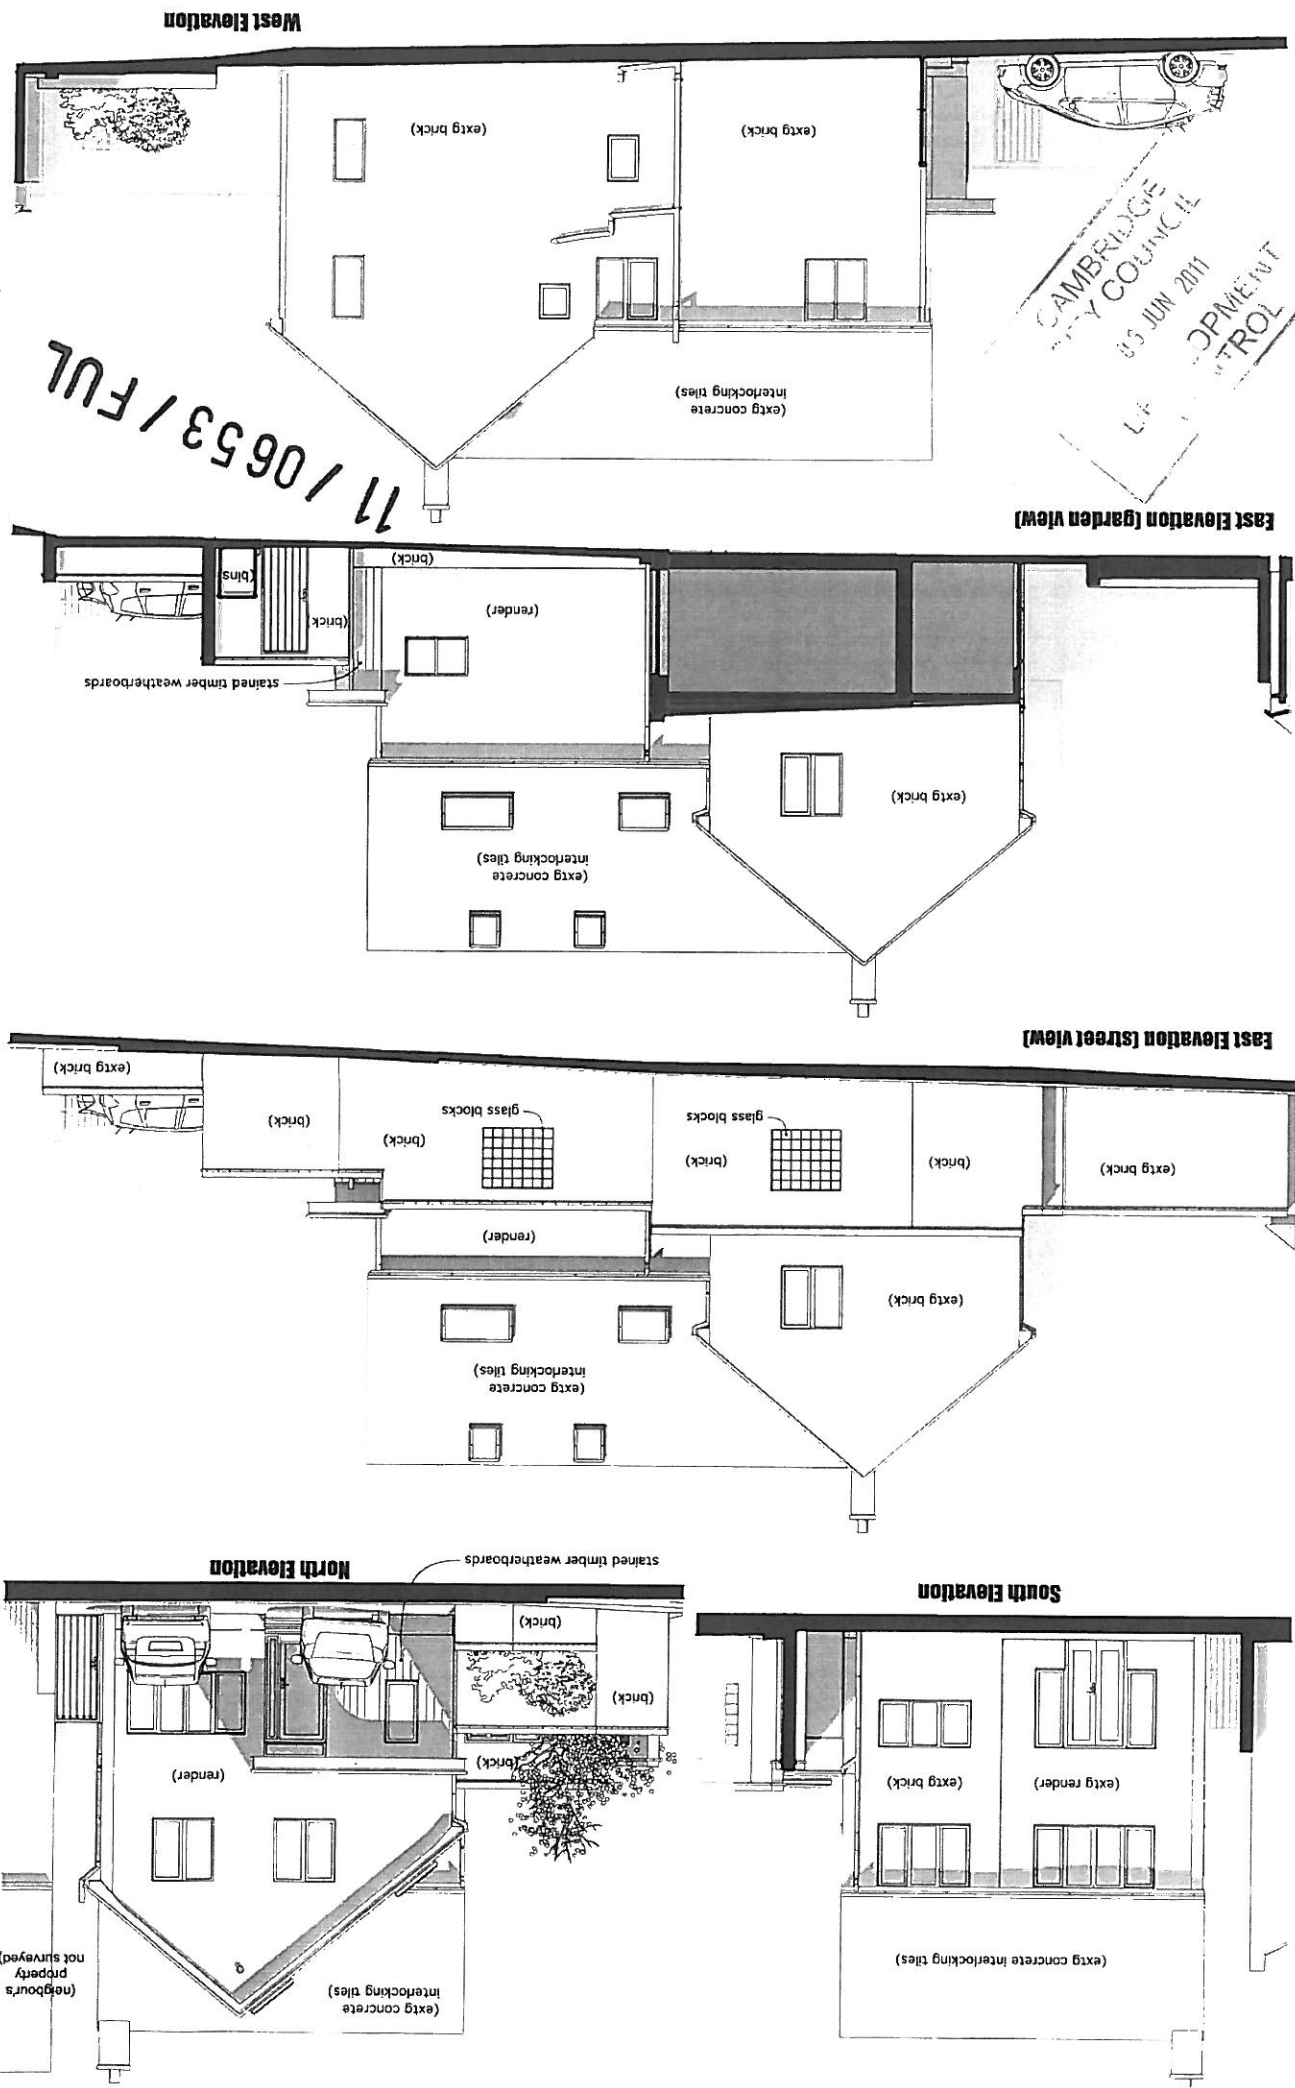 (extg concrete interlocking tiles)
(extg render)
(extg brick)
South Elevation
(extg concrete
interlocking tiles)
(neigbour's
property
not surveyed)
(render)
(brick)
(brick)
(brick)
stained timber weatherboards
North Elevation
(extg concrete
interlocking tiles)
(extg brick)
(render)
(extg brick)
(brick)
(brick)
glass blocks
(brick)
glass blocks
(brick)
(extg brick)
East Elevation (street view)
(extg concrete
interlocking tiles)
(extg brick)
stained timber weatherboards
(render)
(brick)
(brick)
(bins)
East Elevation (garden view)
11 / 0653 / FUL
(extg concrete
interlocking tiles)
(extg brick)
(extg brick)
CAMBRIDGE
COUNCIL
JUN 2011
West Elevation